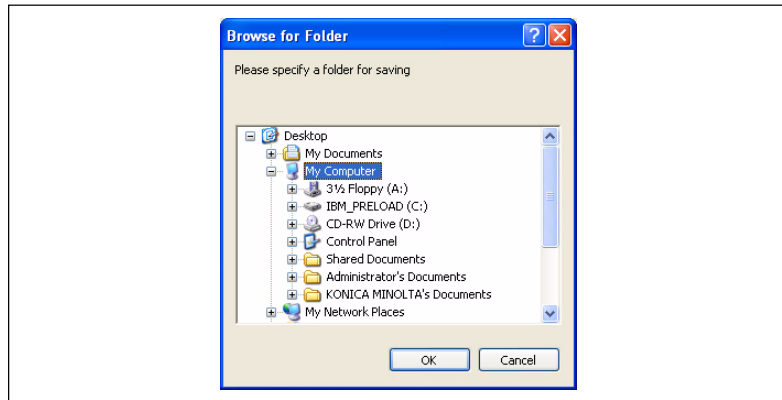 Browse for Folder
Please specify a folder for saving
Desktop
My Documents
My Computer
3½ Floppy (A:)
IBM_PRELOAD (C:)
CD-RW Drive (D:)
Control Panel
Shared Documents
Administrator's Documents
KONICA MINOLTA's Documents
My Network Places
OK Cancel